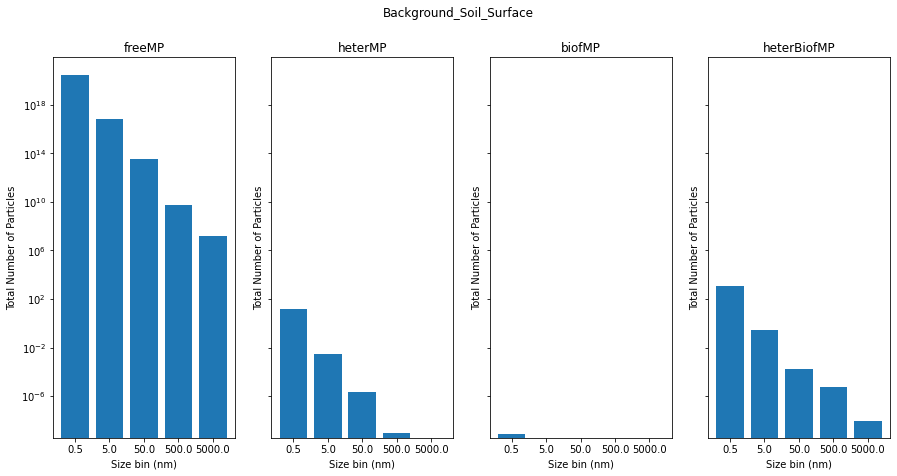 Background_Soil_Surface
freeMP
heterMP
biofMP
heterBiofMP
Total Number of Particles
10^18
10^14
10^10
10^6
10^2
10^-2
10^-6
0.5 5.0 50.0 500.0 5000.0
Size bin (nm)
Total Number of Particles
0.5 5.0 50.0 500.0 5000.0
Size bin (nm)
Total Number of Particles
0.5 5.0 50.0 500.0 5000.0
Size bin (nm)
Total Number of Particles
0.5 5.0 50.0 500.0 5000.0
Size bin (nm)